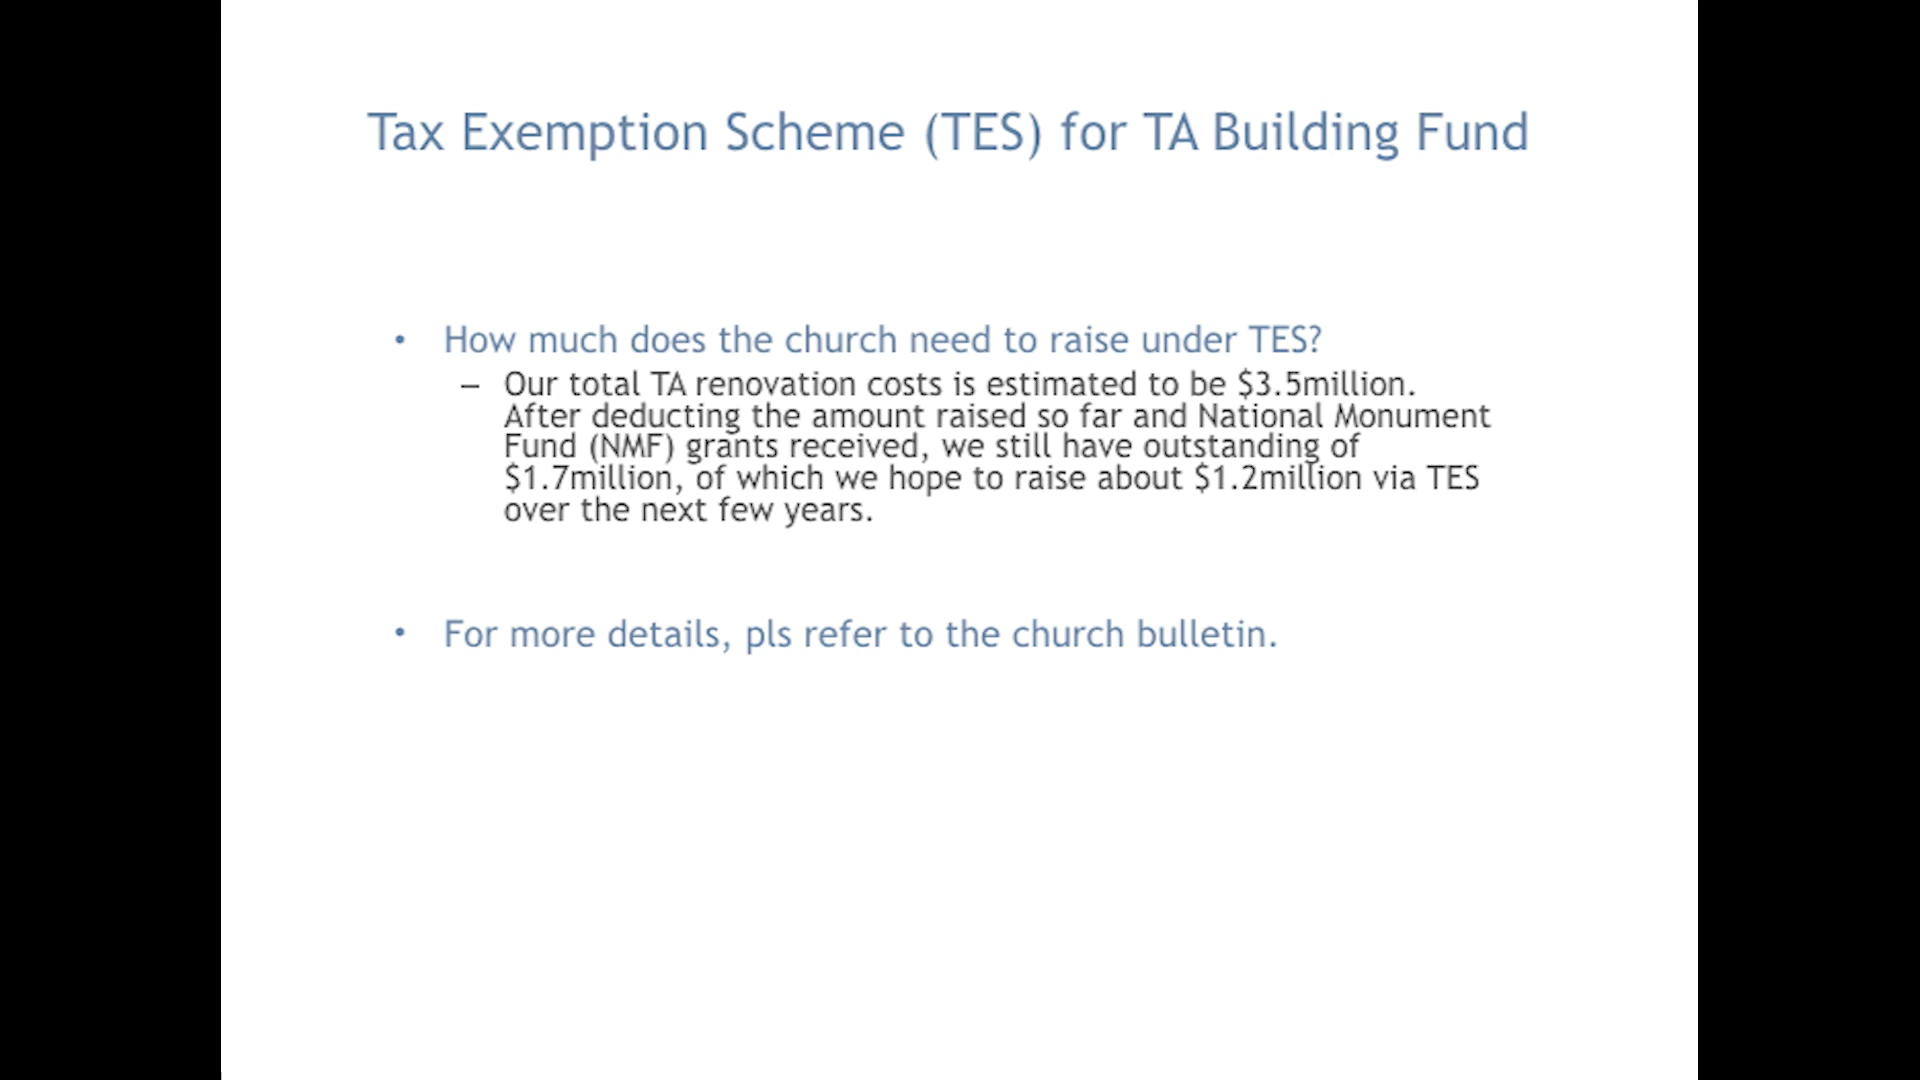 Tax Exemption Scheme (TES) for TA Building Fund
• How much does the church need to raise under TES?
– Our total TA renovation costs is estimated to be $3.5million.
After deducting the amount raised so far and National Monument
Fund (NMF) grants received, we still have outstanding of
$1.7million, of which we hope to raise about $1.2million via TES
over the next few years.
• For more details, pls refer to the church bulletin.